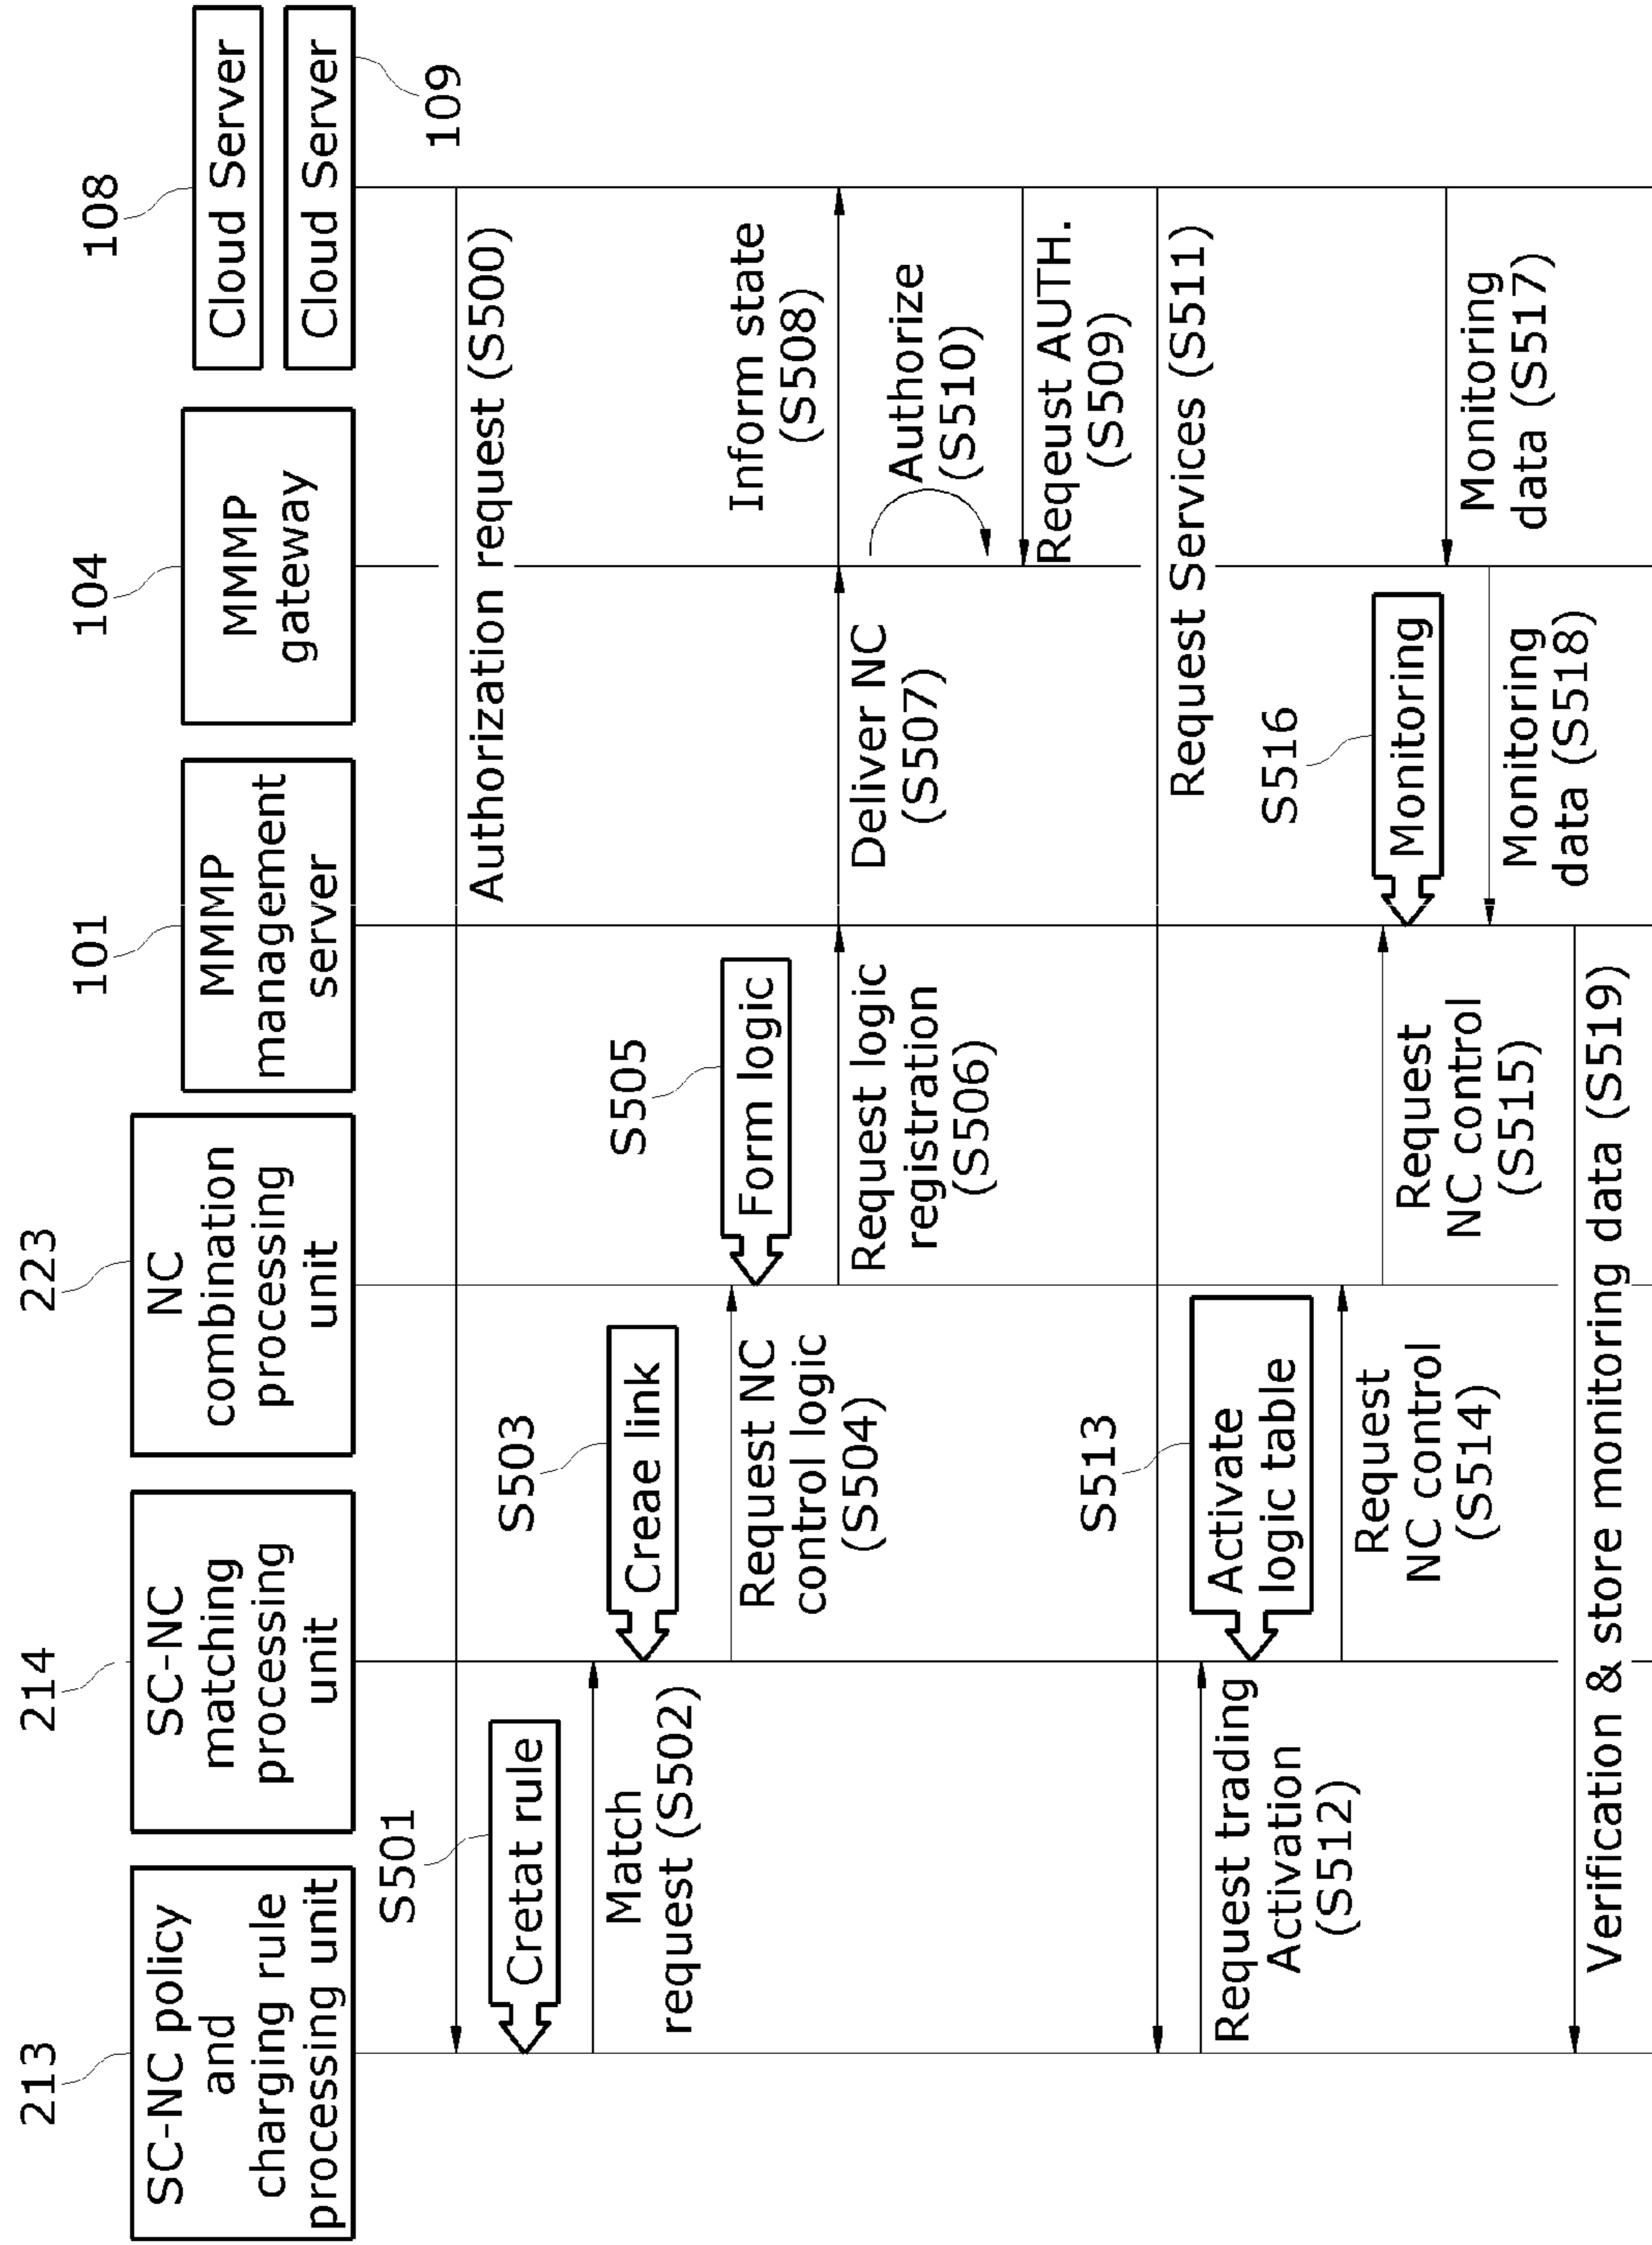 213
SC-NC policy
and
charging rule
processing unit
214
SC-NC
matching
processing
unit
223
NC
combination
processing
unit
101
MMMP
management
server
104
MMMP
gateway
108
Cloud Server
Cloud Server
109
Authorization request (S500)
S501
Cretat rule
Match
request (S502)
S503
Creae link
Request NC
control logic
(S504)
S505
Form logic
Request logic
registration
(S506)
Deliver NC
(S507)
Inform state
(S508)
Authorize
(S510)
Reqeust AUTH.
(S509)
Request Services (S511)
Request trading
Activation
(S512)
S513
Activate
logic table
Request
NC control
(S514)
Request
NC control
(S515)
S516
Monitoring
Monitoring
data (S517)
Monitoring
data (S518)
Verification & store monitoring data (S519)